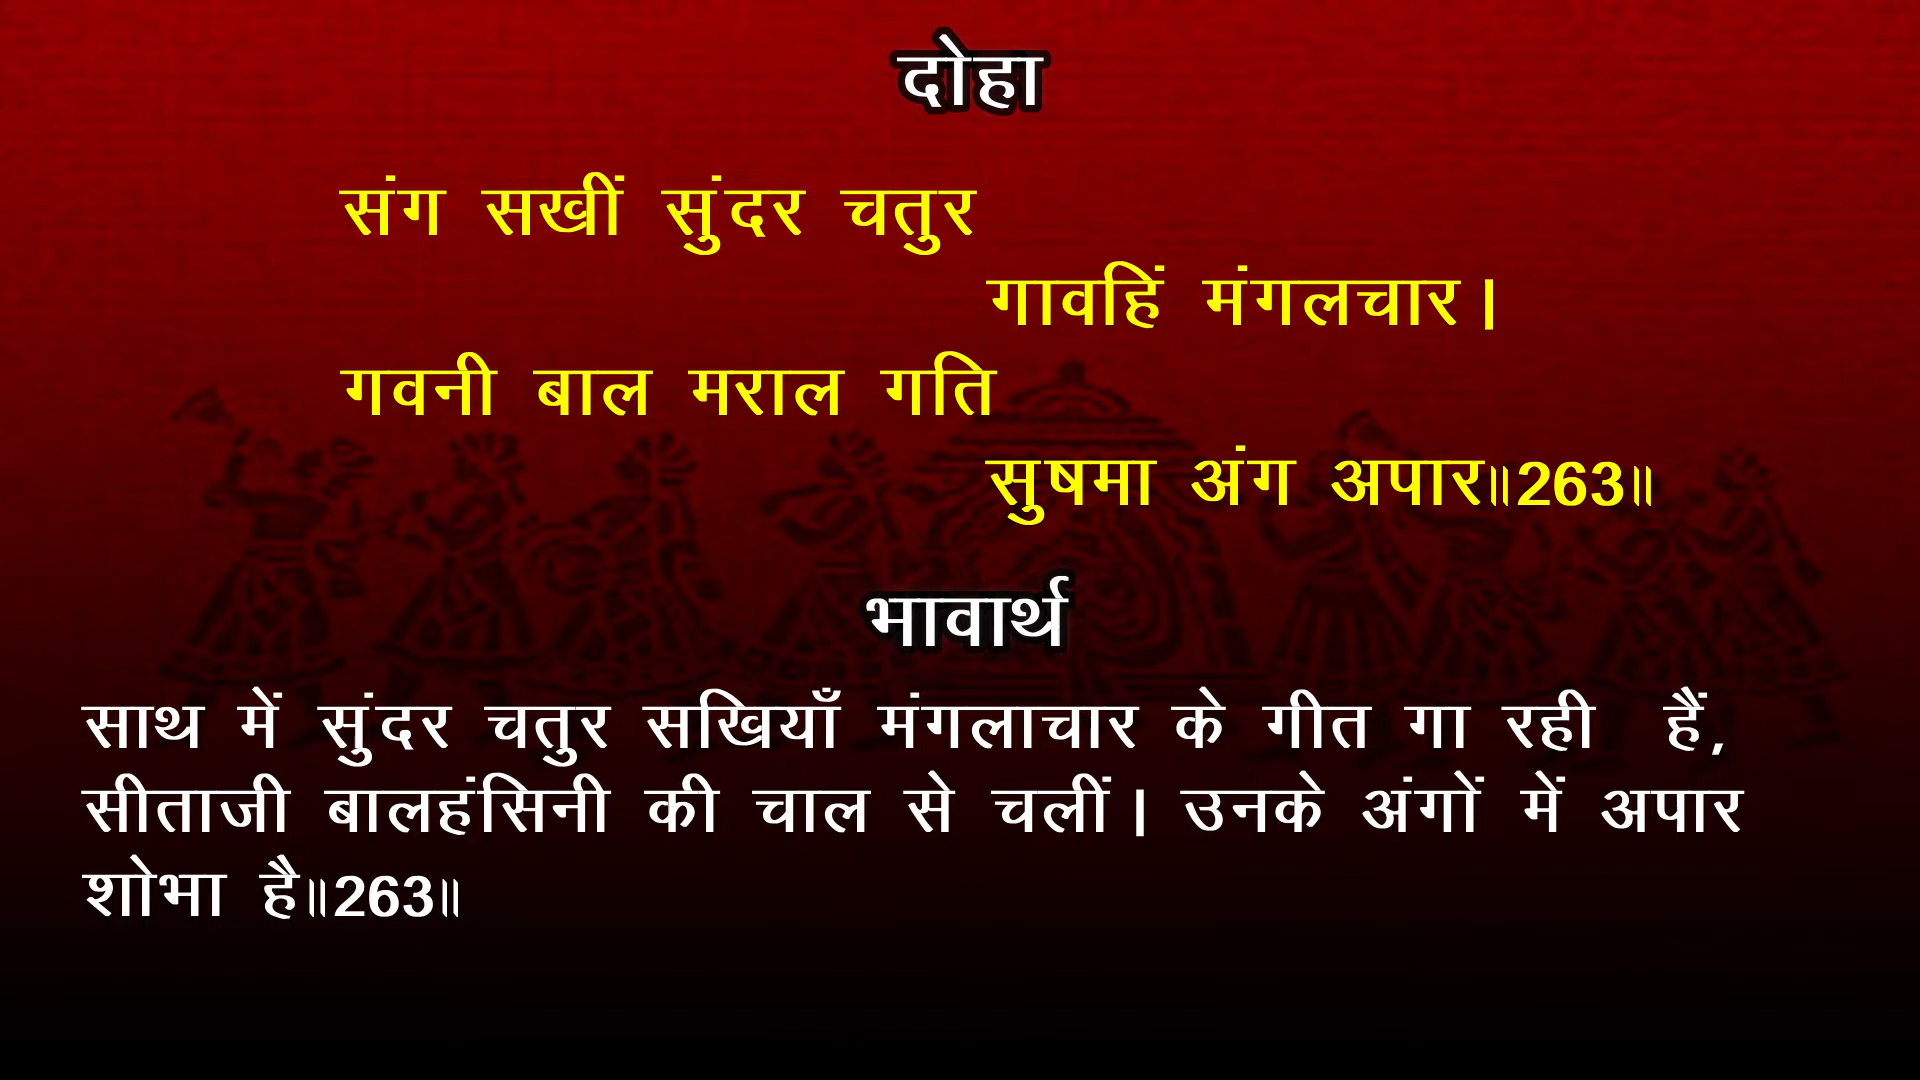 दोहा
संग सखीं सुंदर चतुर
गावहिं मंगलचार।
गवनी बाल मराल गति
सुषमा अंग अपार॥263॥
भावार्थ
साथ में सुंदर चतुर सखियाँ मंगलाचार के गीत गा रही हैं,
सीताजी बालहंसिनी की चाल से चलीं। उनके अंगों में अपार
शोभा है॥263॥